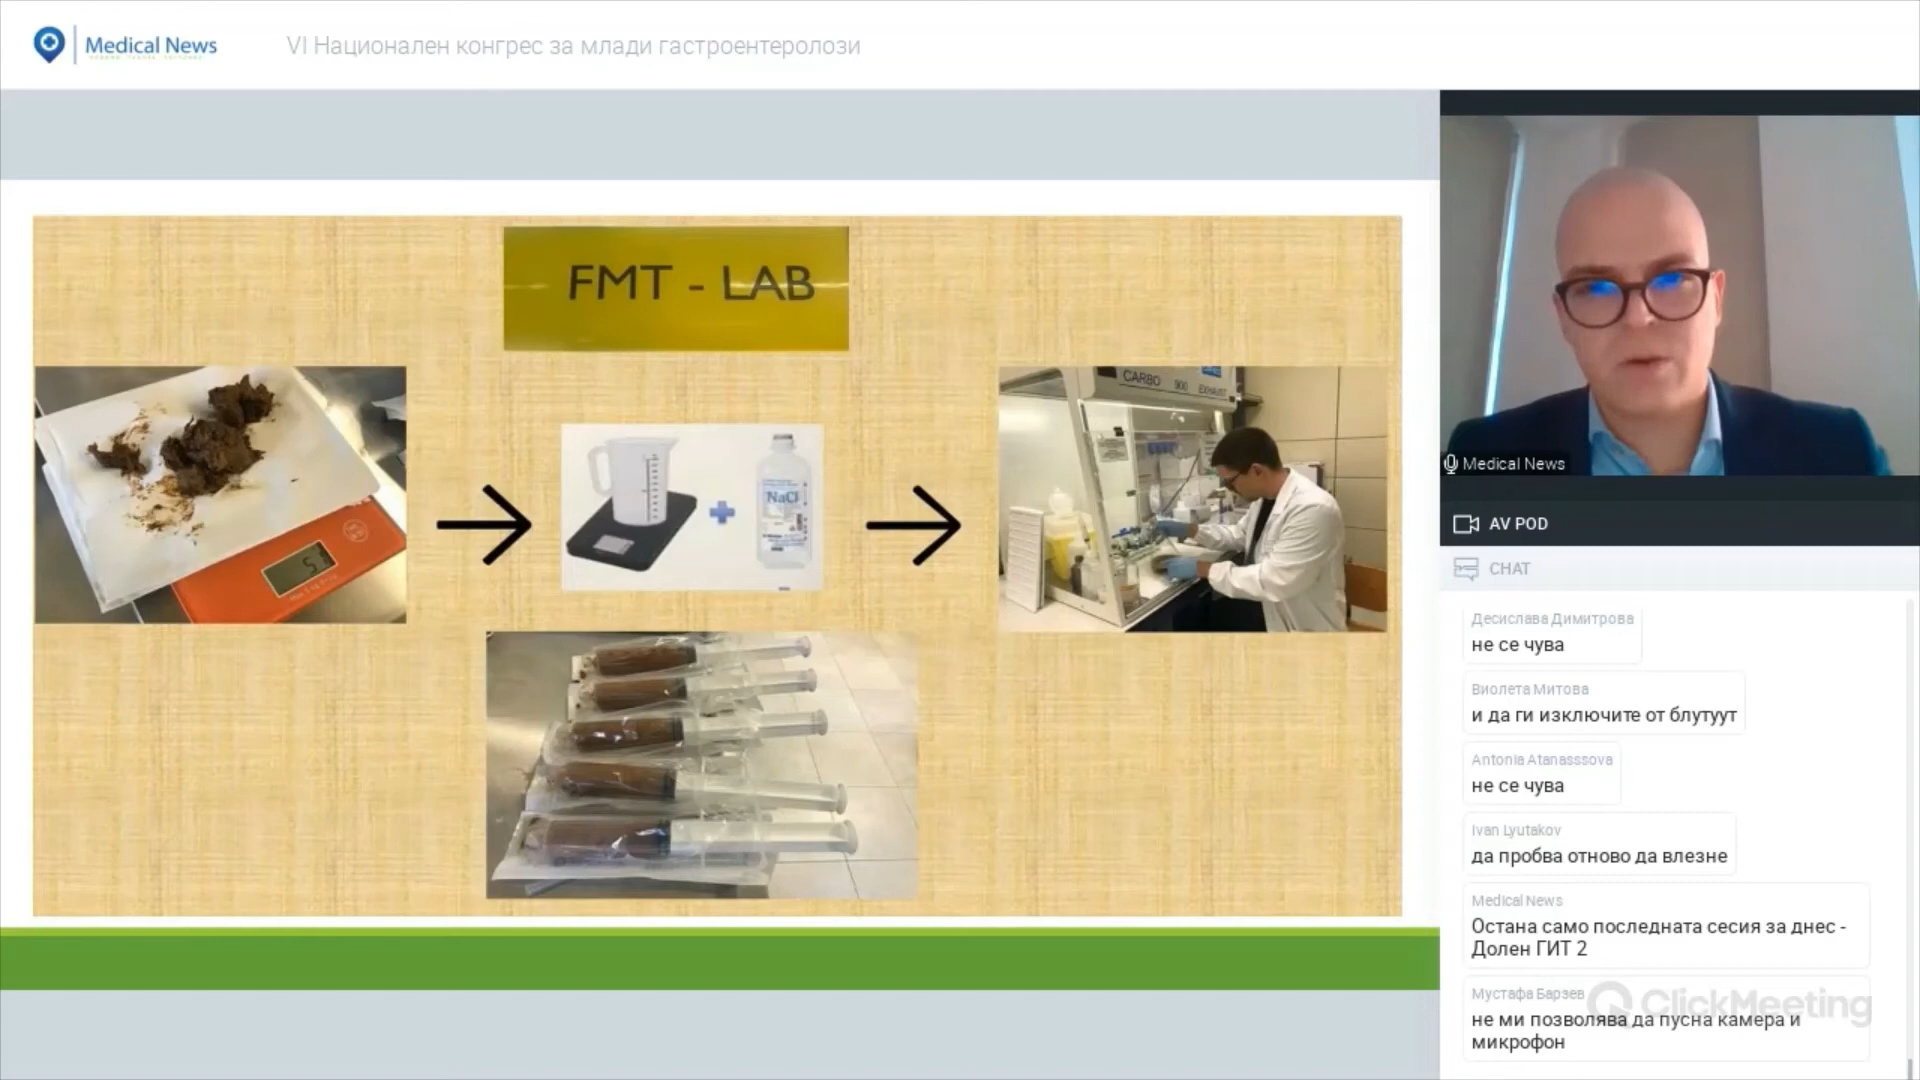 Medical News
VI Национален конгрес за млади гастроентеролози
FMT - LAB
CARBO 900 EXHAUST
NaCl
57
Medical News
AV POD
CHAT
Десислава Димитрова
не се чува
Виолета Митова
и да ги изключите от блутуут
Antonia Atanasssova
не се чува
Ivan Lyutakov
да пробва отново да влезне
Medical News
Остана само последната сесия за днес -
Долен ГИТ 2
Мустафа Барзев
ClickMeeting
не ми позволява да пусна камера и
микрофон